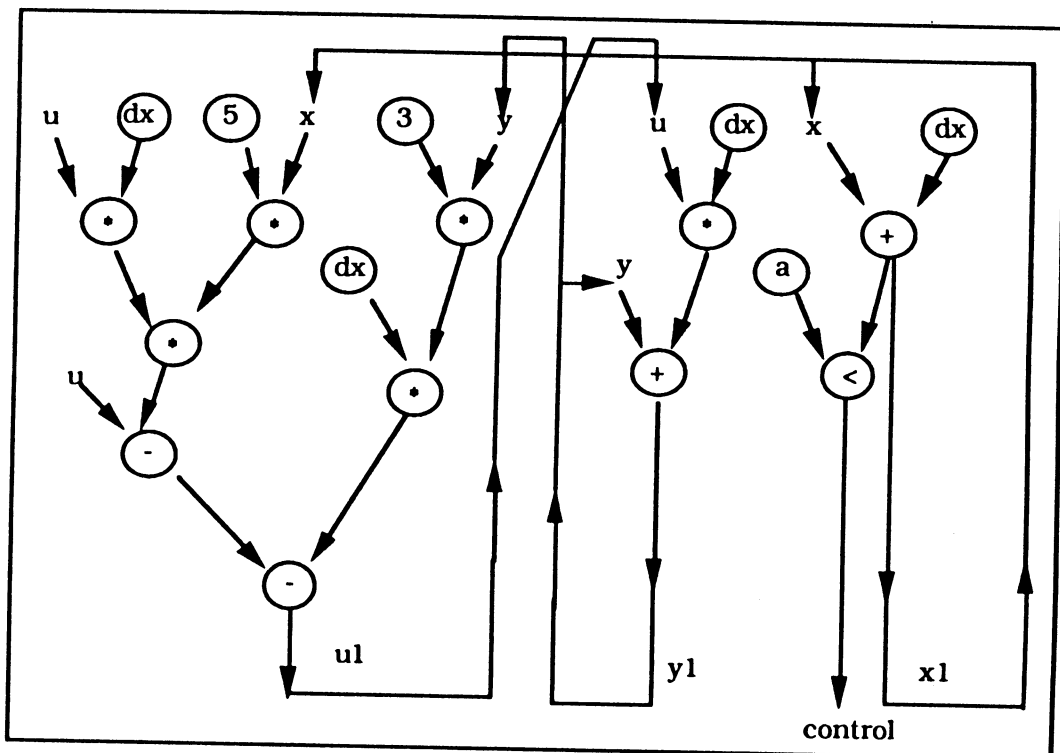 u dx 5 x 3 y u dx x dx
* * * * +
dx y a
*
u * + <
-
-
u1 y1 x1
control